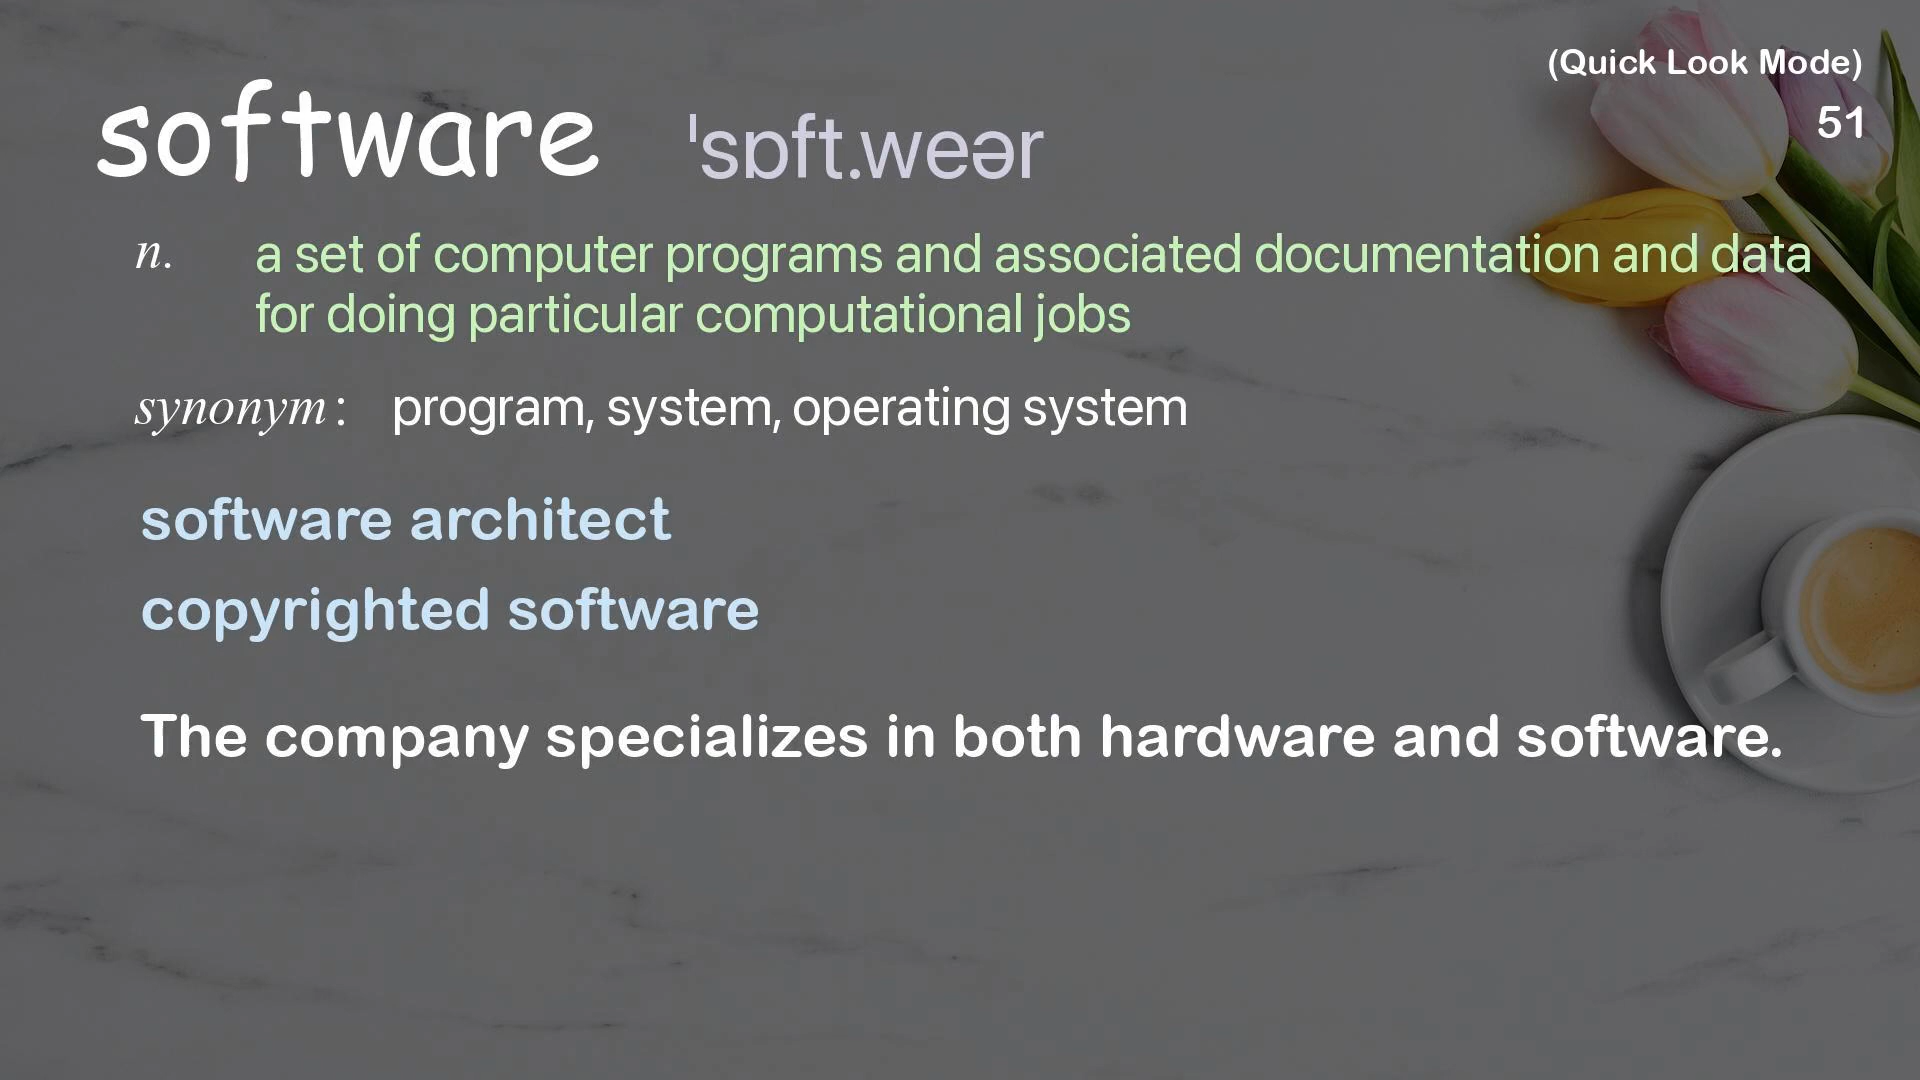 (Quick Look Mode)
51
software ˈsɒft.weər
n. a set of computer programs and associated documentation and data
for doing particular computational jobs
synonym: program, system, operating system
software architect
copyrighted software
The company specializes in both hardware and software.